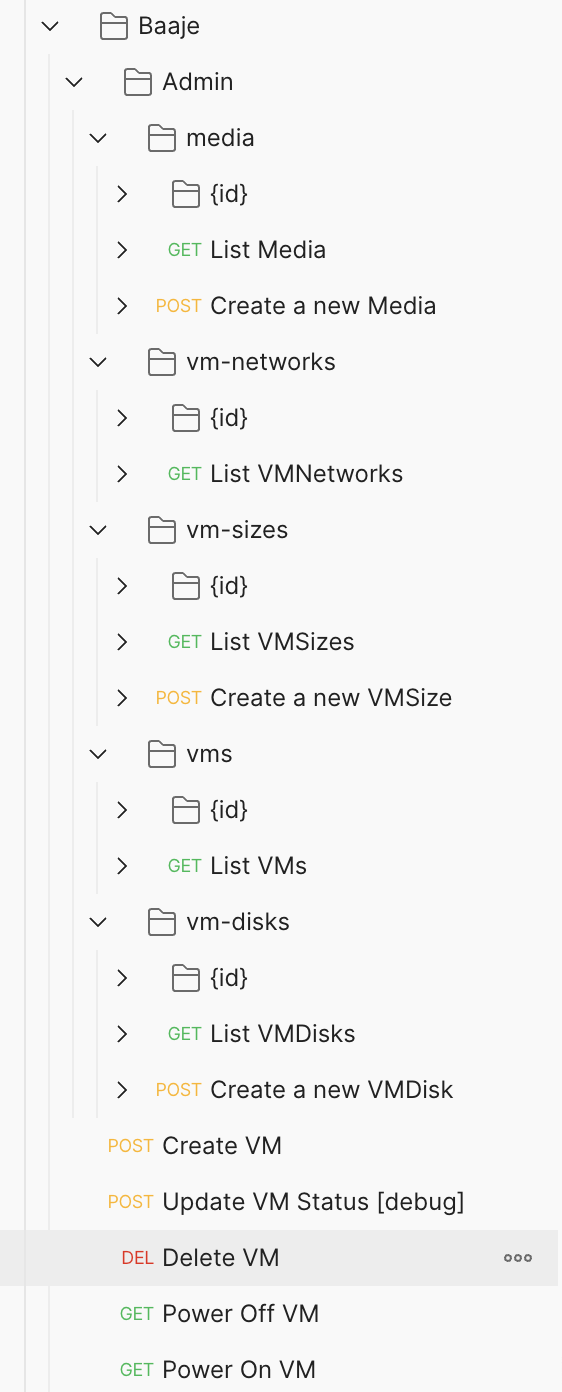 Baaje
Admin
media
{id}
GET List Media
POST Create a new Media
vm-networks
{id}
GET List VMNetworks
vm-sizes
{id}
GET List VMSizes
POST Create a new VMSize
vms
{id}
GET List VMs
vm-disks
{id}
GET List VMDisks
POST Create a new VMDisk
POST Create VM
POST Update VM Status [debug]
DEL Delete VM
GET Power Off VM
GET Power On VM